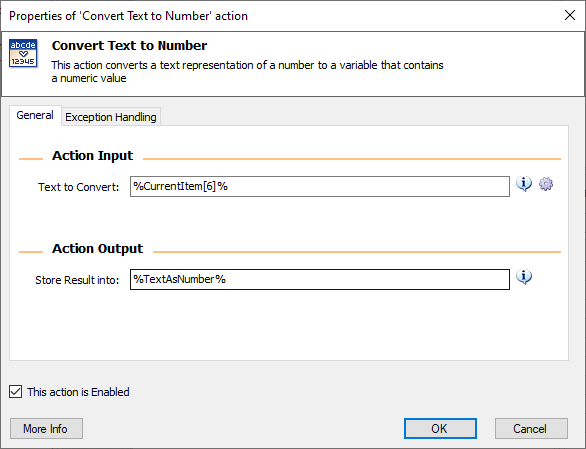 Properties of 'Convert Text to Number' action
abcde
12345
Convert Text to Number
This action converts a text representation of a number to a variable that contains
a numeric value
General
Exception Handling
Action Input
Text to Convert:
%CurrentItem[6]%
Action Output
Store Result into:
%TextAsNumber%
This action is Enabled
More Info
OK
Cancel